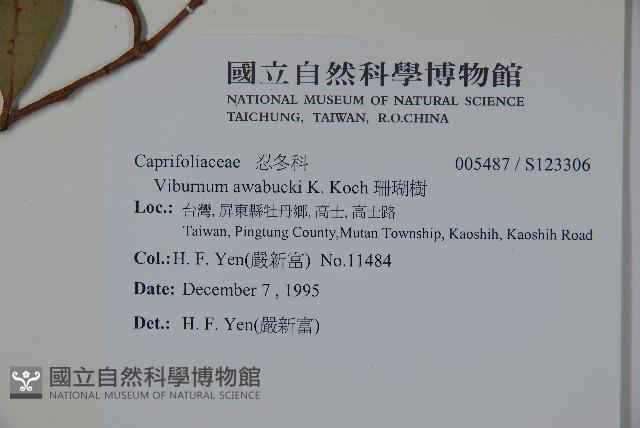 國立自然科學博物館
NATIONAL MUSEUM OF NATURAL SCIENCE
TAICHUNG, TAIWAN, R.O.CHINA
Caprifoliaceae 忍冬科 005487 / S123306
Viburnum awabucki K. Koch 珊瑚樹
Loc.: 台灣, 屏東縣牡丹鄉, 高士, 高士路
Taiwan, Pingtung County,Mutan Township, Kaoshih, Kaoshih Road
Col.: H. F. Yen(嚴新富) No.11484
Date: December 7 , 1995
Det.: H. F. Yen(嚴新富)
國立自然科學博物館
NATIONAL MUSEUM OF NATURAL SCIENCE